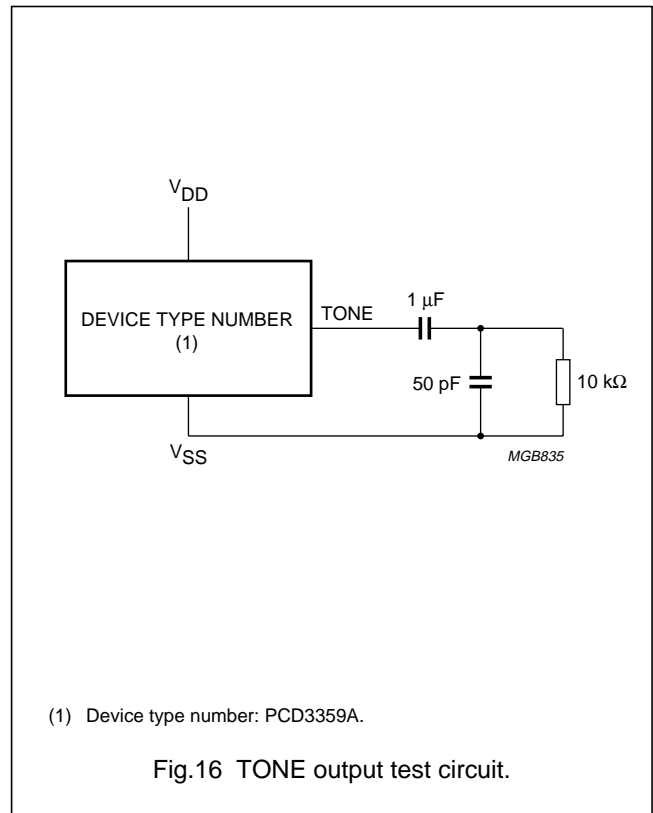 VDD
DEVICE TYPE NUMBER
(1)
TONE
1 μF
50 pF
10 kΩ
VSS
MGB835
(1) Device type number: PCD3359A.
Fig.16 TONE output test circuit.